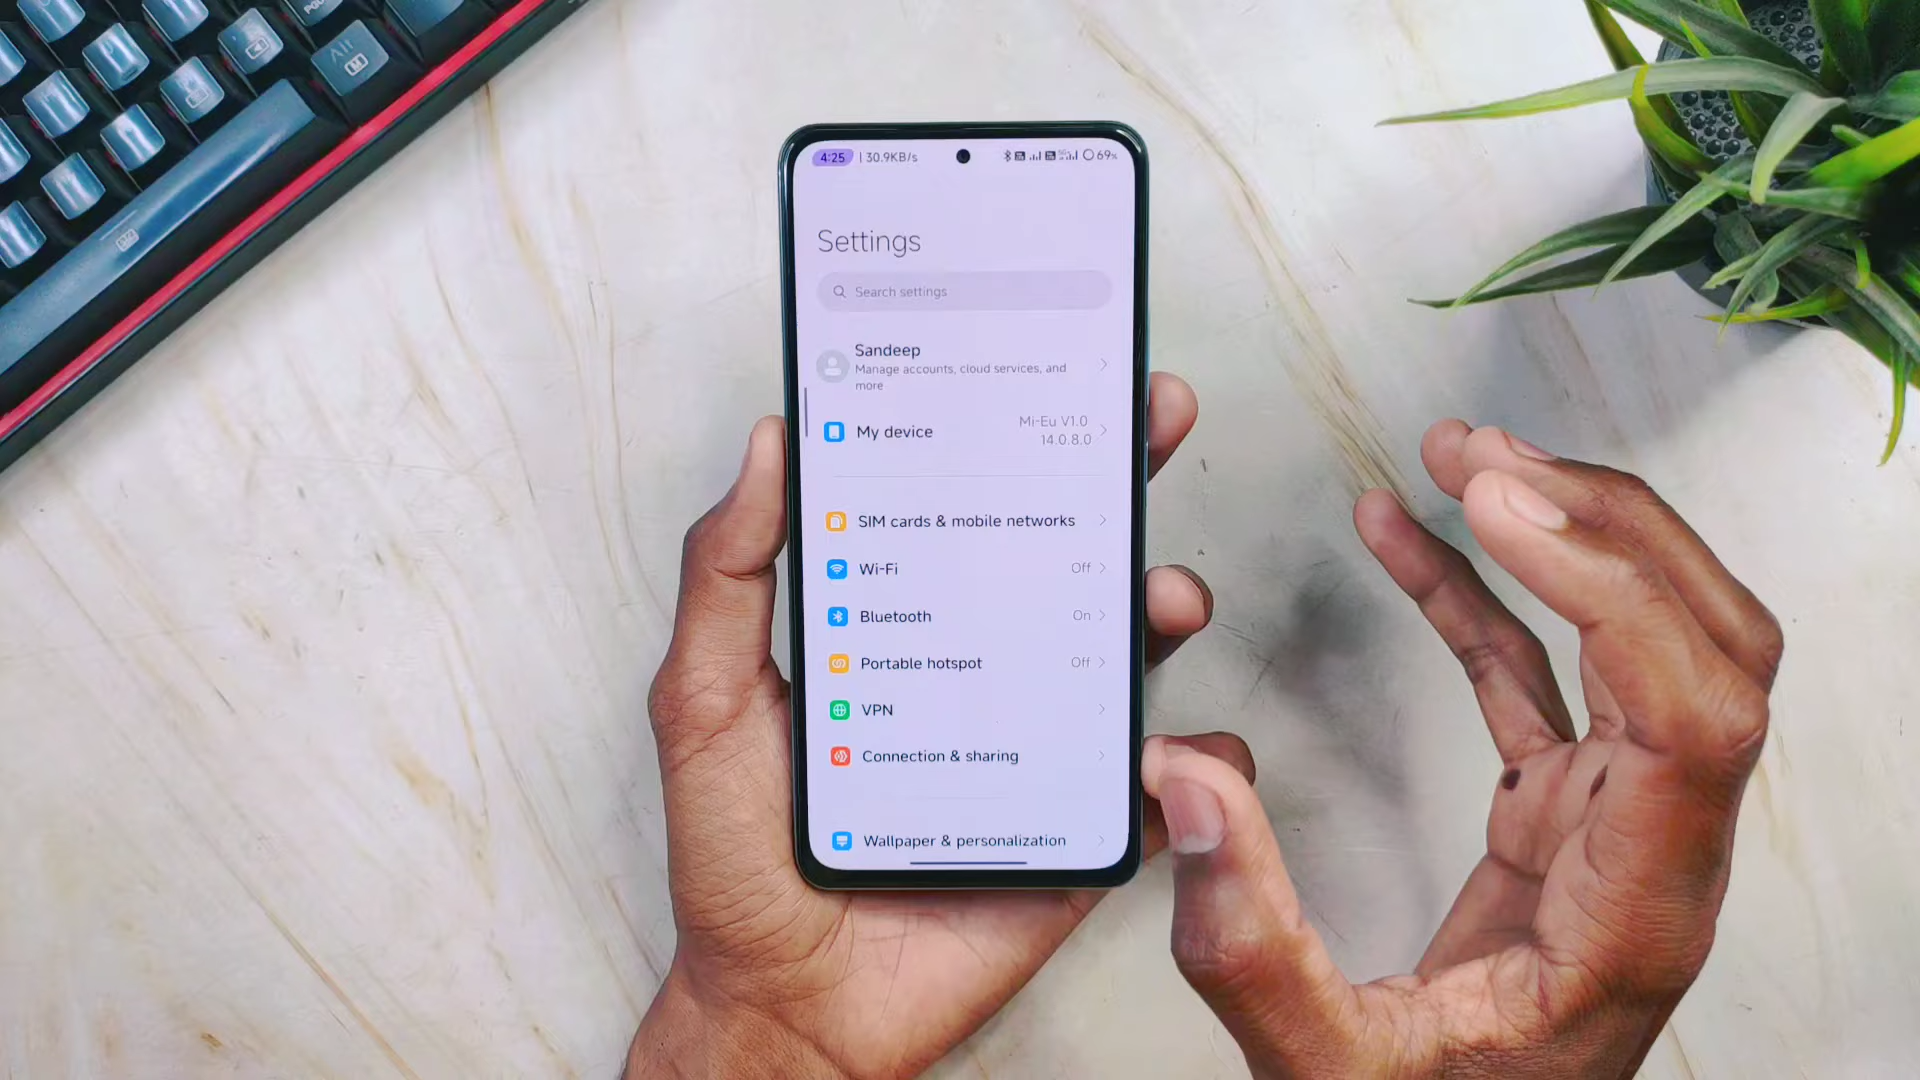 Alt
M
4:25 | 30.9KB/s 69%
Settings
Search settings
Sandeep
Manage accounts, cloud services, and
more
My device
Mi-Eu V1.0
14.0.8.0
SIM cards & mobile networks
Wi-Fi Off
Bluetooth On
Portable hotspot Off
VPN
Connection & sharing
Wallpaper & personalization